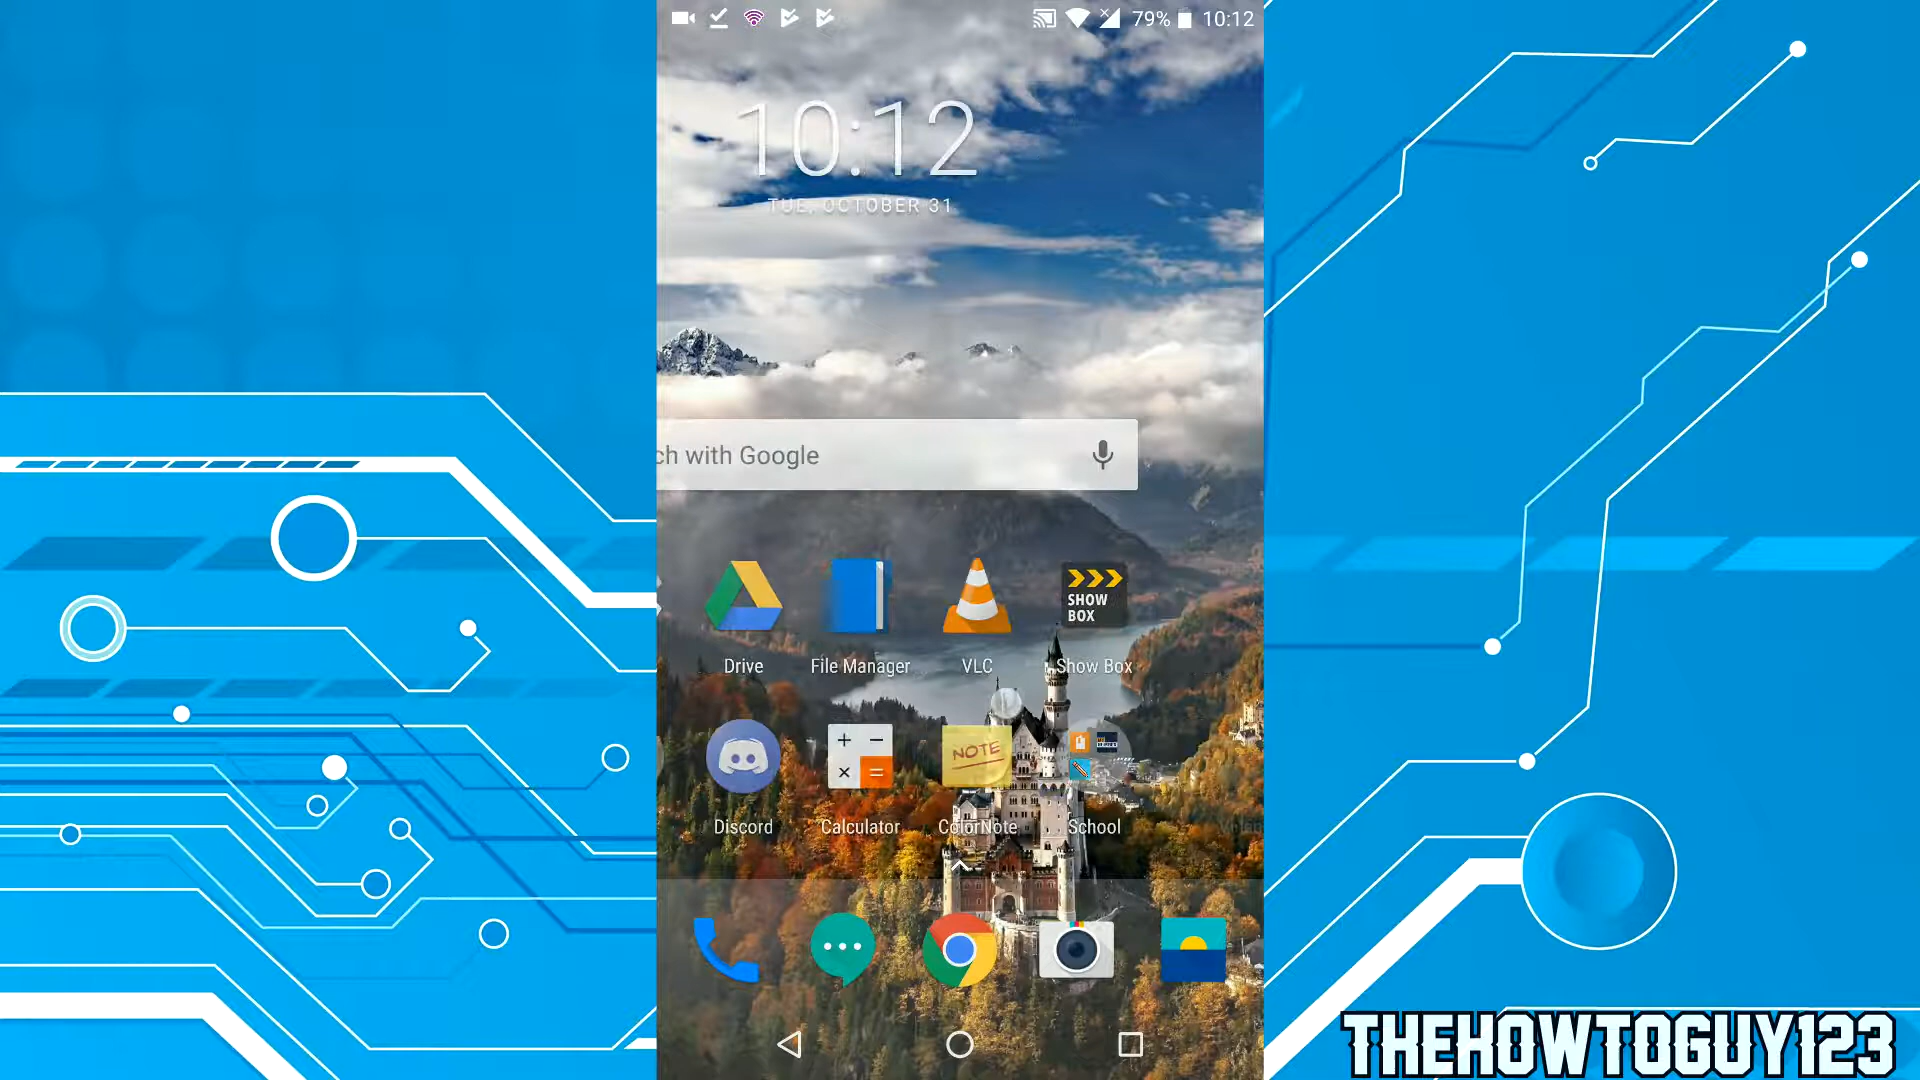 79% 10:12
10:12
TUE, OCTOBER 31
ch with Google
SHOW
BOX
Drive File Manager VLC Show Box
NOTE
Discord Calculator ColorNote School
THEHOWTOGUY123